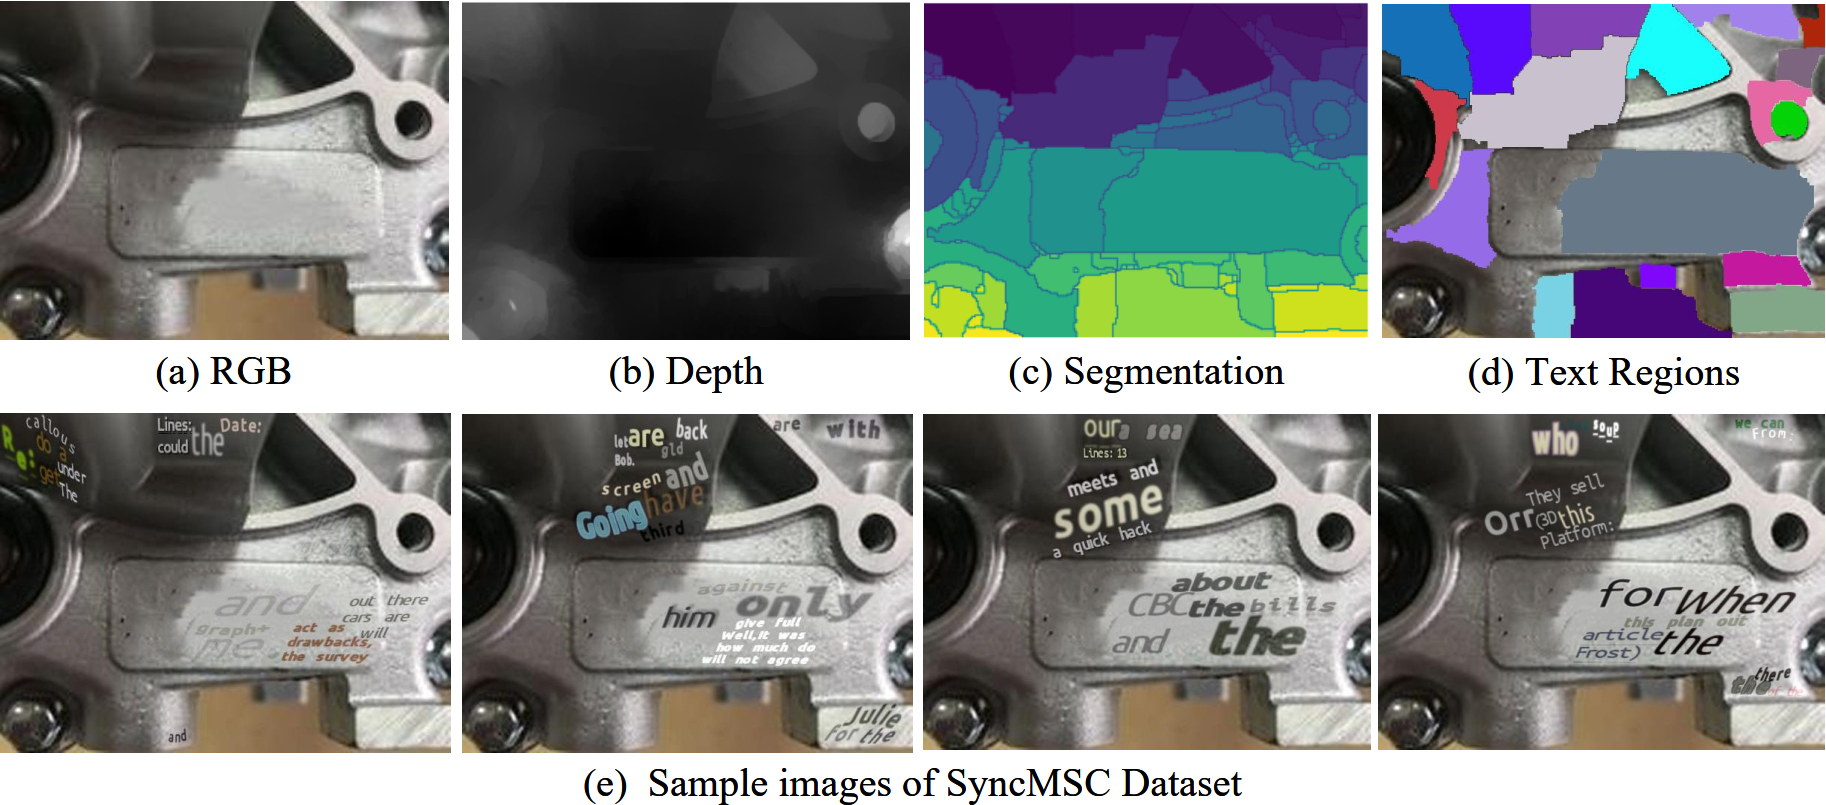 (a) RGB
(b) Depth
(c) Segmentation
(d) Text Regions
callous
Re:
do a
under
get
The
Lines:
Date:
could
the
and
out there
cars are
graph+
act as
will
me
drawbacks,
the survey
and
let
are
back
Bob.
gld
screen
and
Going
have
third
are
with
against
him
only
give full
Well,it was
how much do
will not agree
Julie
for the
our
a sea
Lines: 13
meets and
some
a quick hack
about
CBC
the
bills
and
the
who
soup
we can
From:
They sell
Orr
(3D
this
Platform:
for
when
this plan out
article
the
Frost)
there
the
of the
(e) Sample images of SyncMSC Dataset